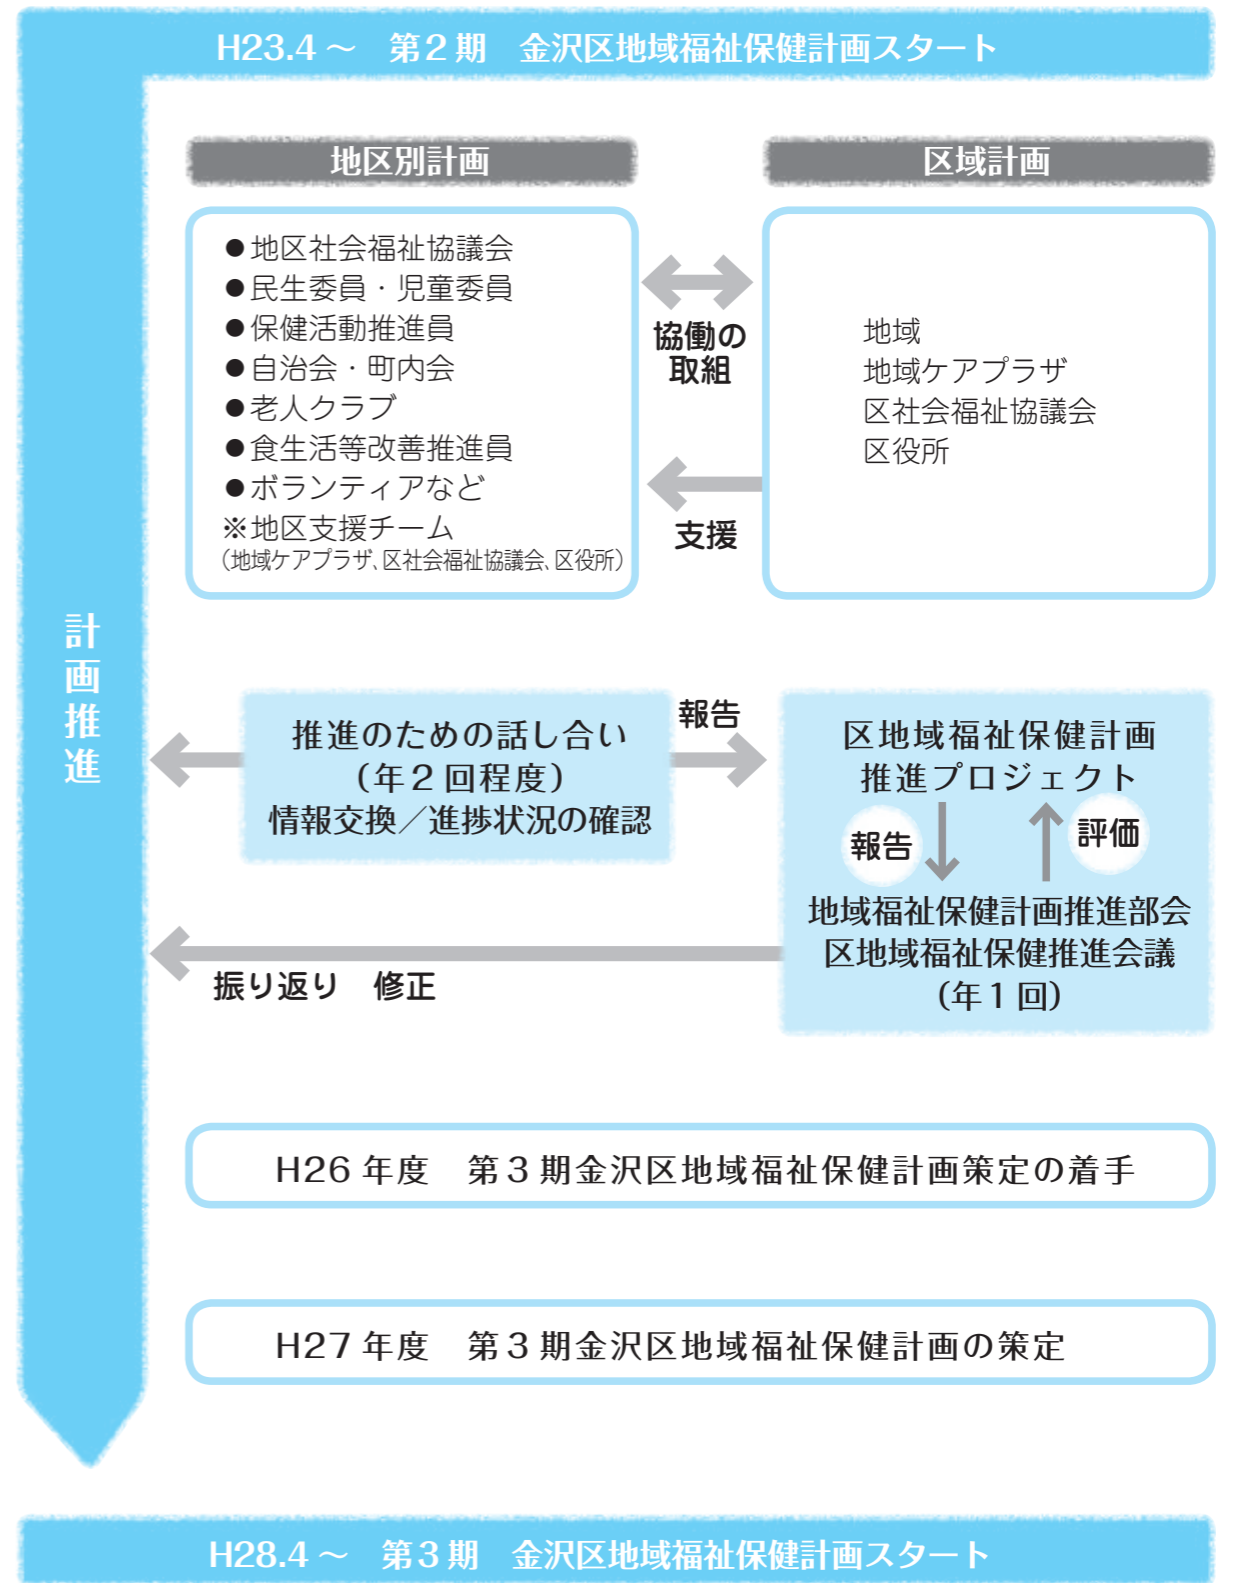 H23.4～　第2期　金沢区地域福祉保健計画スタート
地区別計画
●地区社会福祉協議会
●民生委員・児童委員
●保健活動推進員
●自治会・町内会
●老人クラブ
●食生活等改善推進員
●ボランティアなど
※地区支援チーム
（地域ケアプラザ、区社会福祉協議会、区役所）
協働の
取組
支援
区域計画
地域
地域ケアプラザ
区社会福祉協議会
区役所
計画推進
推進のための話し合い
（年2回程度）
情報交換／進捗状況の確認
報告
区地域福祉保健計画
推進プロジェクト
報告
評価
地域福祉保健計画推進部会
区地域福祉保健推進会議
（年1回）
振り返り　修正
H26年度　第3期金沢区地域福祉保健計画策定の着手
H27年度　第3期金沢区地域福祉保健計画の策定
H28.4～　第3期　金沢区地域福祉保健計画スタート